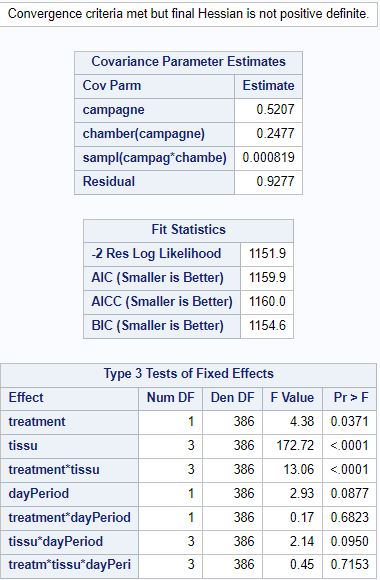 Convergence criteria met but final Hessian is not positive definite.
Covariance Parameter Estimates
Cov Parm Estimate
campagne 0.5207
chamber(campagne) 0.2477
sampl(campag*chambe) 0.000819
Residual 0.9277
Fit Statistics
-2 Res Log Likelihood 1151.9
AIC (Smaller is Better) 1159.9
AICC (Smaller is Better) 1160.0
BIC (Smaller is Better) 1154.6
Type 3 Tests of Fixed Effects
Effect Num DF Den DF F Value Pr > F
treatment 1 386 4.38 0.0371
tissu 3 386 172.72 <.0001
treatment*tissu 3 386 13.06 <.0001
dayPeriod 1 386 2.93 0.0877
treatment*dayPeriod 1 386 0.17 0.6823
tissu*dayPeriod 3 386 2.14 0.0950
treatm*tissu*dayPeri 3 386 0.45 0.7153